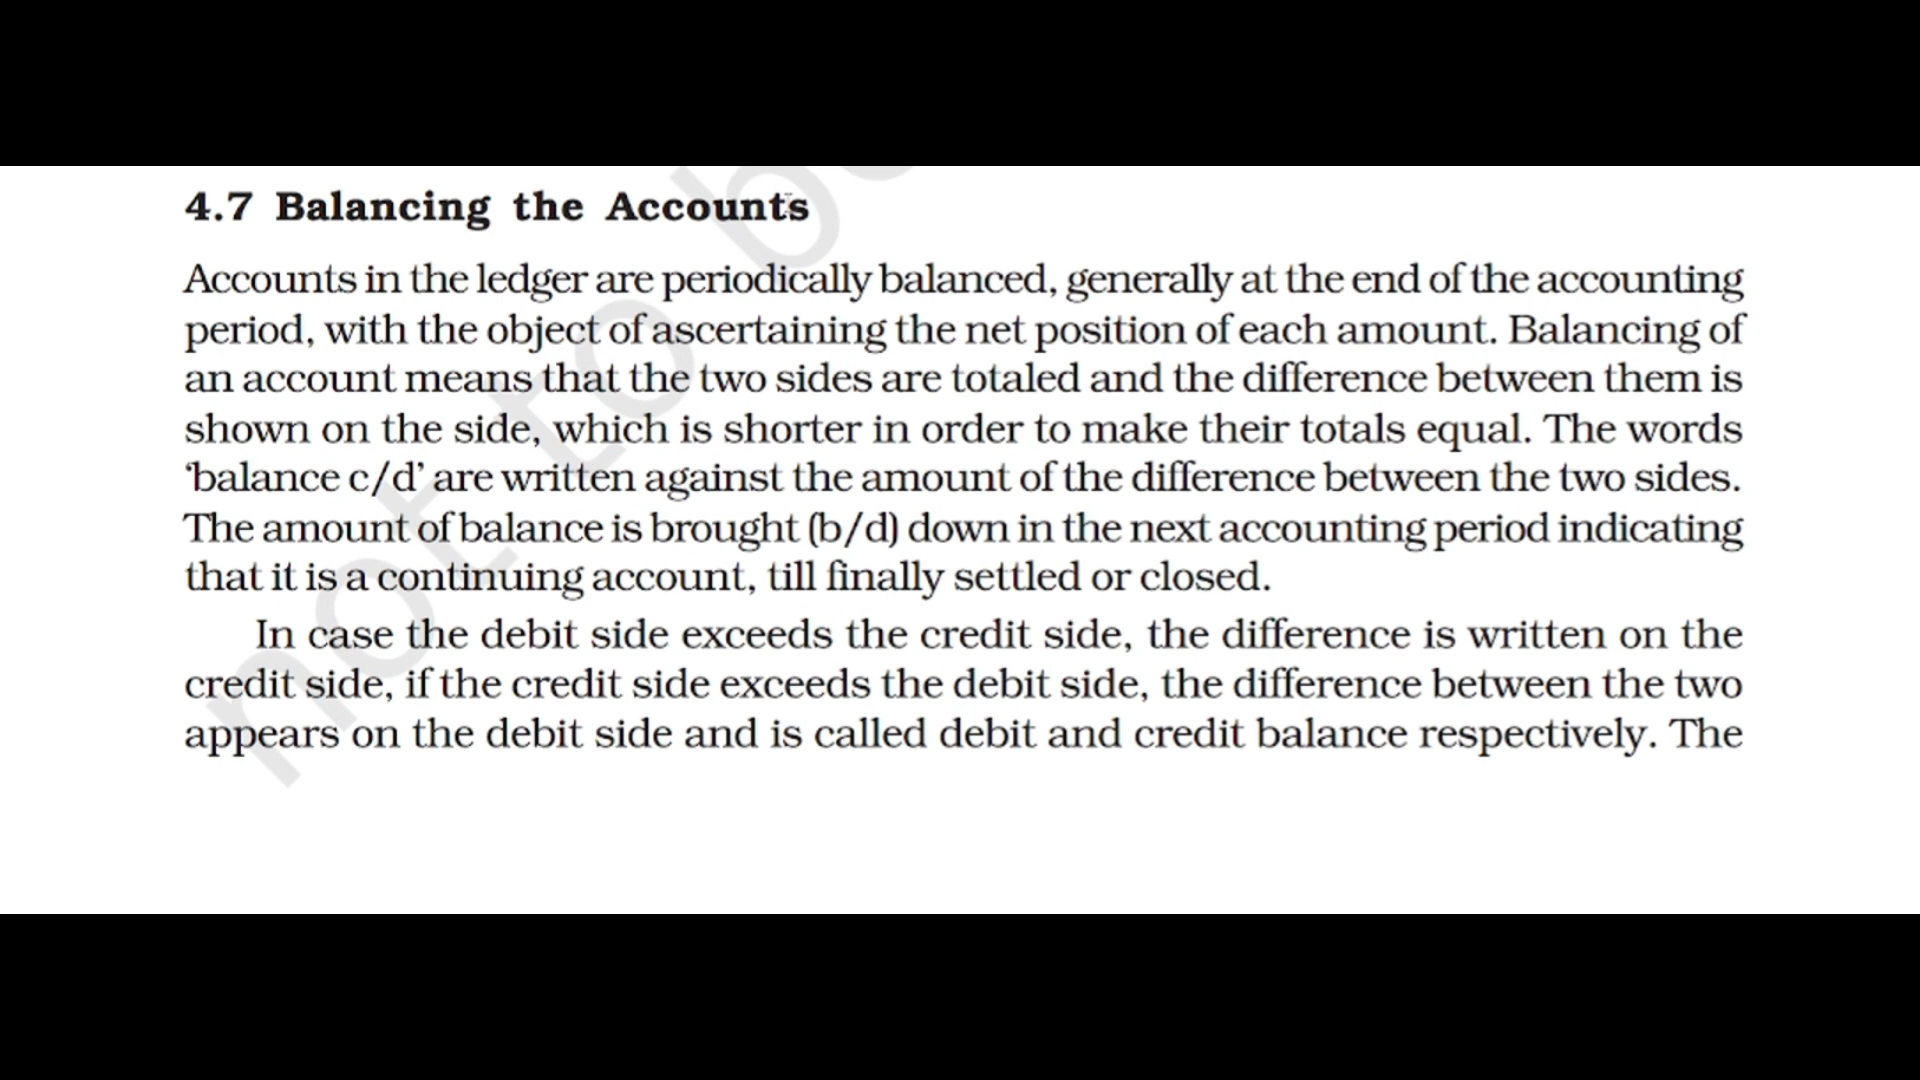 4.7 Balancing the Accounts
Accounts in the ledger are periodically balanced, generally at the end of the accounting
period, with the object of ascertaining the net position of each amount. Balancing of
an account means that the two sides are totaled and the difference between them is
shown on the side, which is shorter in order to make their totals equal. The words
‘balance c/d’ are written against the amount of the difference between the two sides.
The amount of balance is brought (b/d) down in the next accounting period indicating
that it is a continuing account, till finally settled or closed.
In case the debit side exceeds the credit side, the difference is written on the
credit side, if the credit side exceeds the debit side, the difference between the two
appears on the debit side and is called debit and credit balance respectively. The
not to b